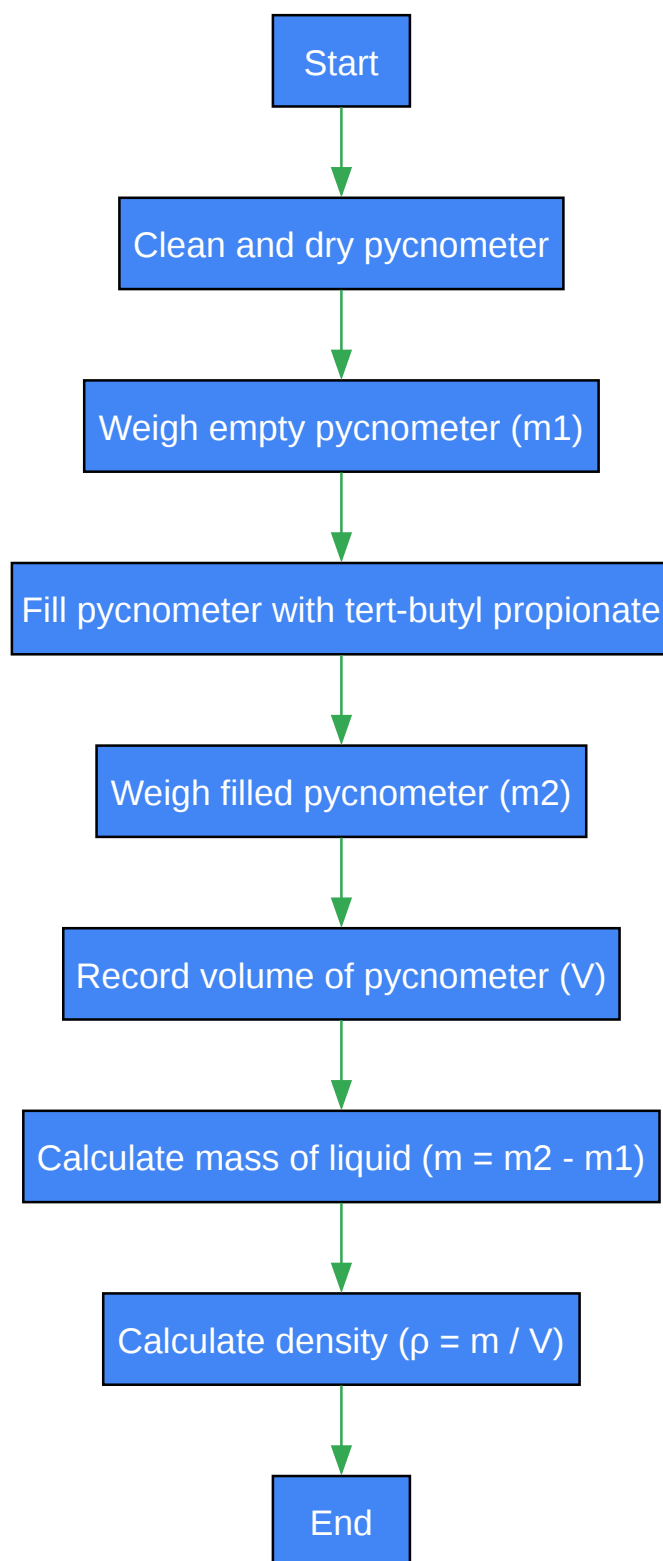 Start
Clean and dry pycnometer
Weigh empty pycnometer (m1)
Fill pycnometer with tert-butyl propionate
Weigh filled pycnometer (m2)
Record volume of pycnometer (V)
Calculate mass of liquid (m = m2 - m1)
Calculate density (ρ = m / V)
End